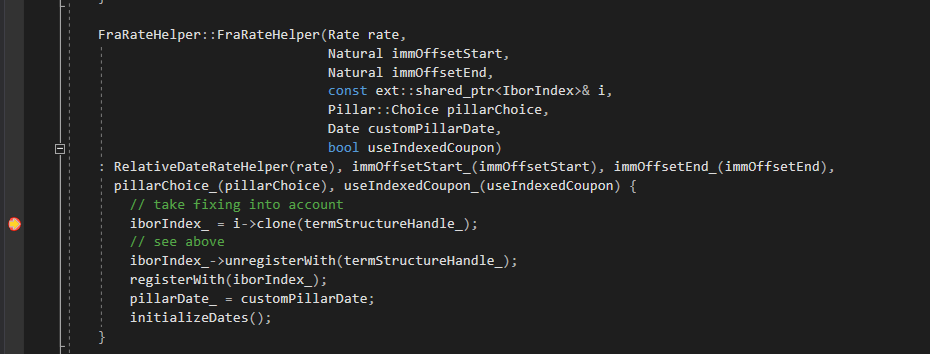 }
FraRateHelper::FraRateHelper(Rate rate,
Natural immOffsetStart,
Natural immOffsetEnd,
const ext::shared_ptr<IborIndex>& i,
Pillar::Choice pillarChoice,
Date customPillarDate,
bool useIndexedCoupon)
: RelativeDateRateHelper(rate), immOffsetStart_(immOffsetStart), immOffsetEnd_(immOffsetEnd),
pillarChoice_(pillarChoice), useIndexedCoupon_(useIndexedCoupon) {
// take fixing into account
iborIndex_ = i->clone(termStructureHandle_);
// see above
iborIndex_->unregisterWith(termStructureHandle_);
registerWith(iborIndex_);
pillarDate_ = customPillarDate;
initializeDates();
}